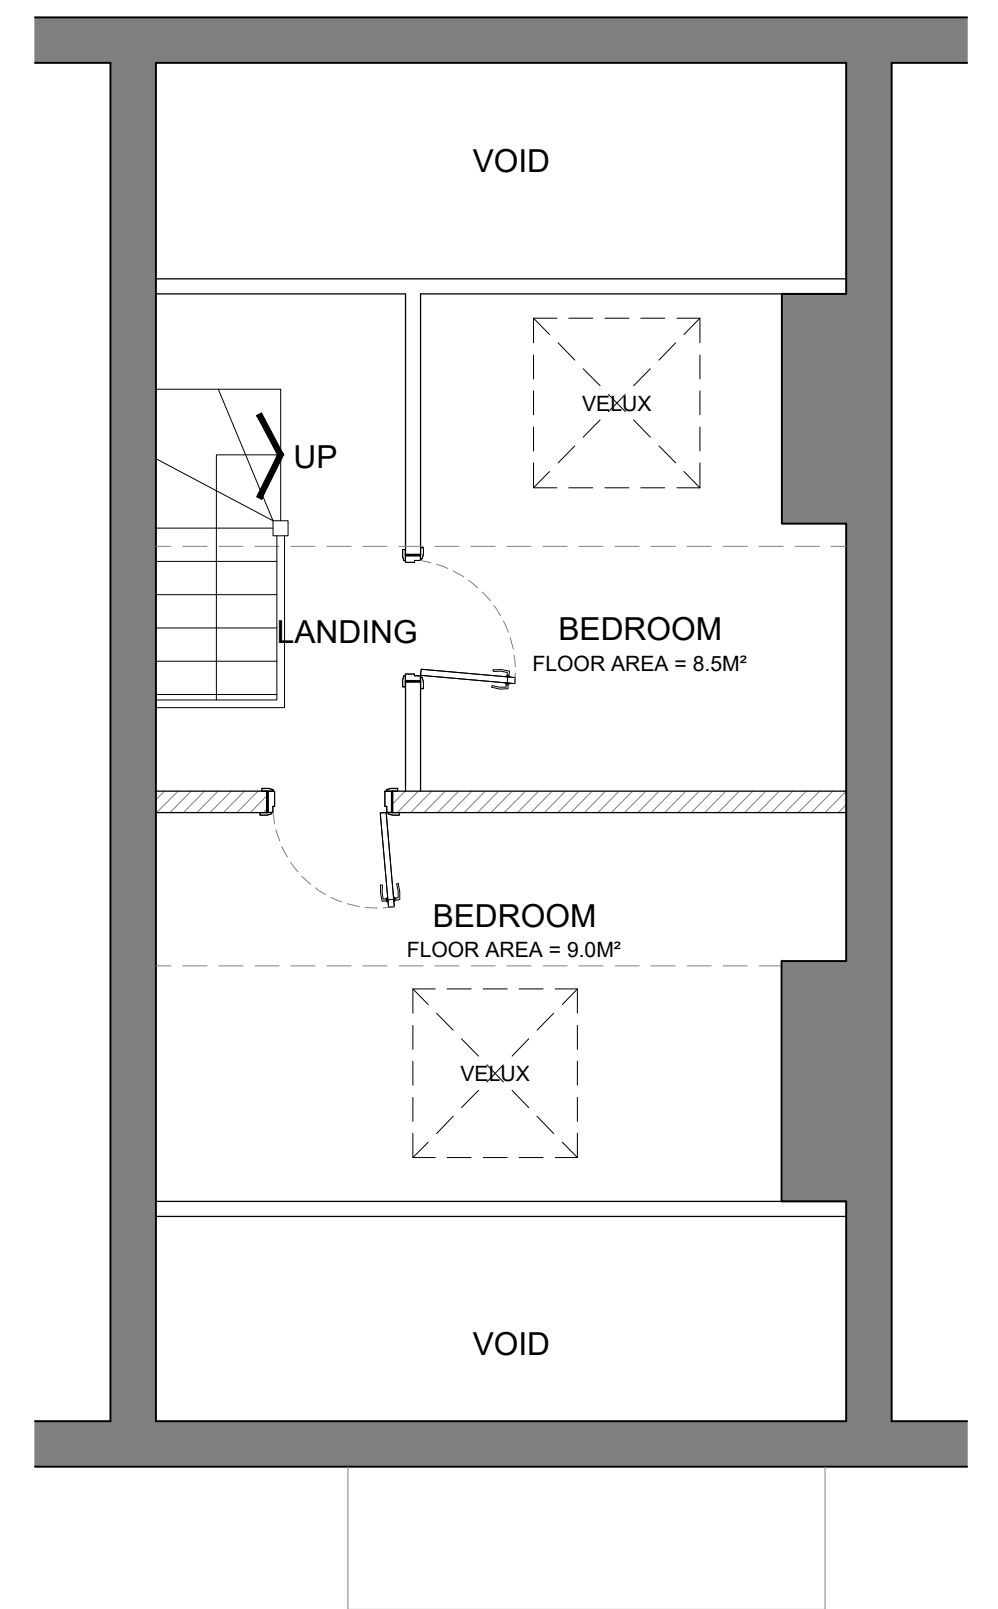 VOID
VELUX
UP
LANDING
BEDROOM
FLOOR AREA = 8.5M²
BEDROOM
FLOOR AREA = 9.0M²
VELUX
VOID